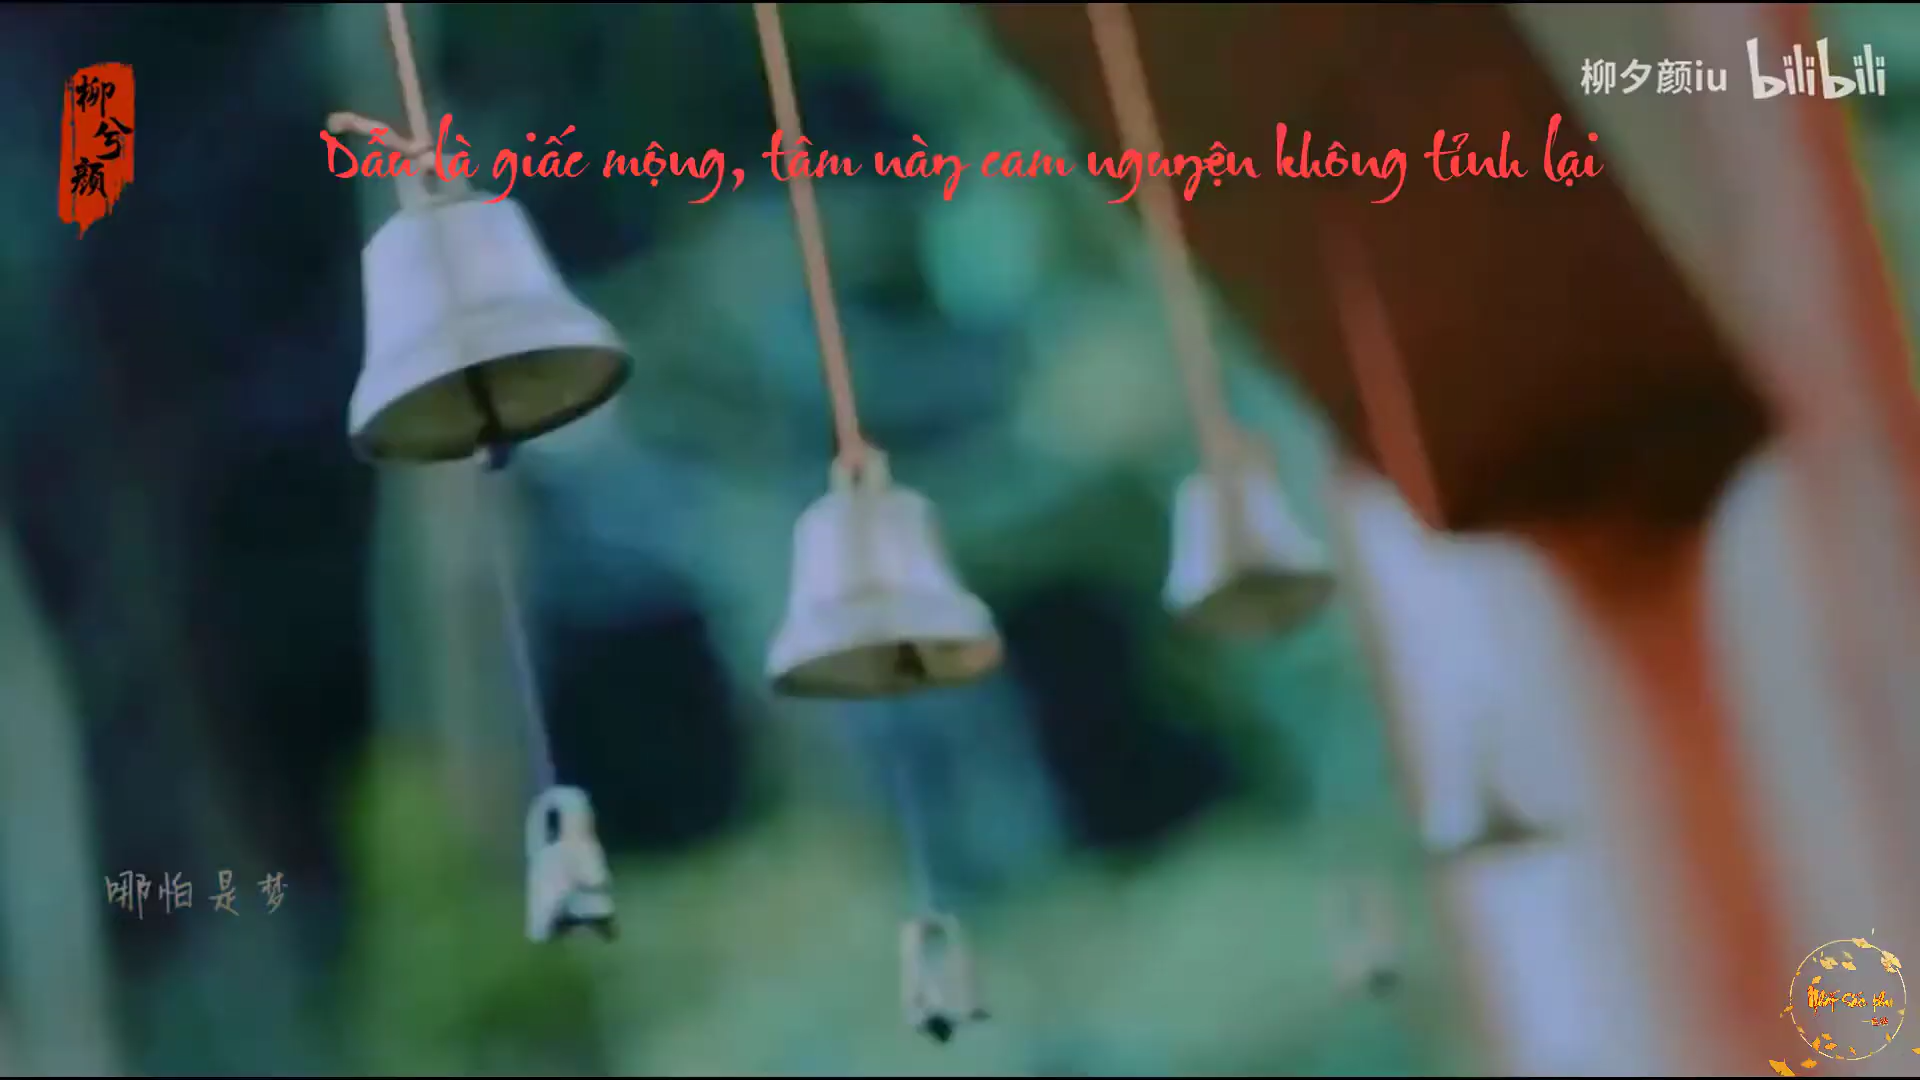 柳夕颜iu bilibili
柳兮颜
Dẫu là giấc mộng, tâm này cam nguyện không tỉnh lại
哪怕是梦